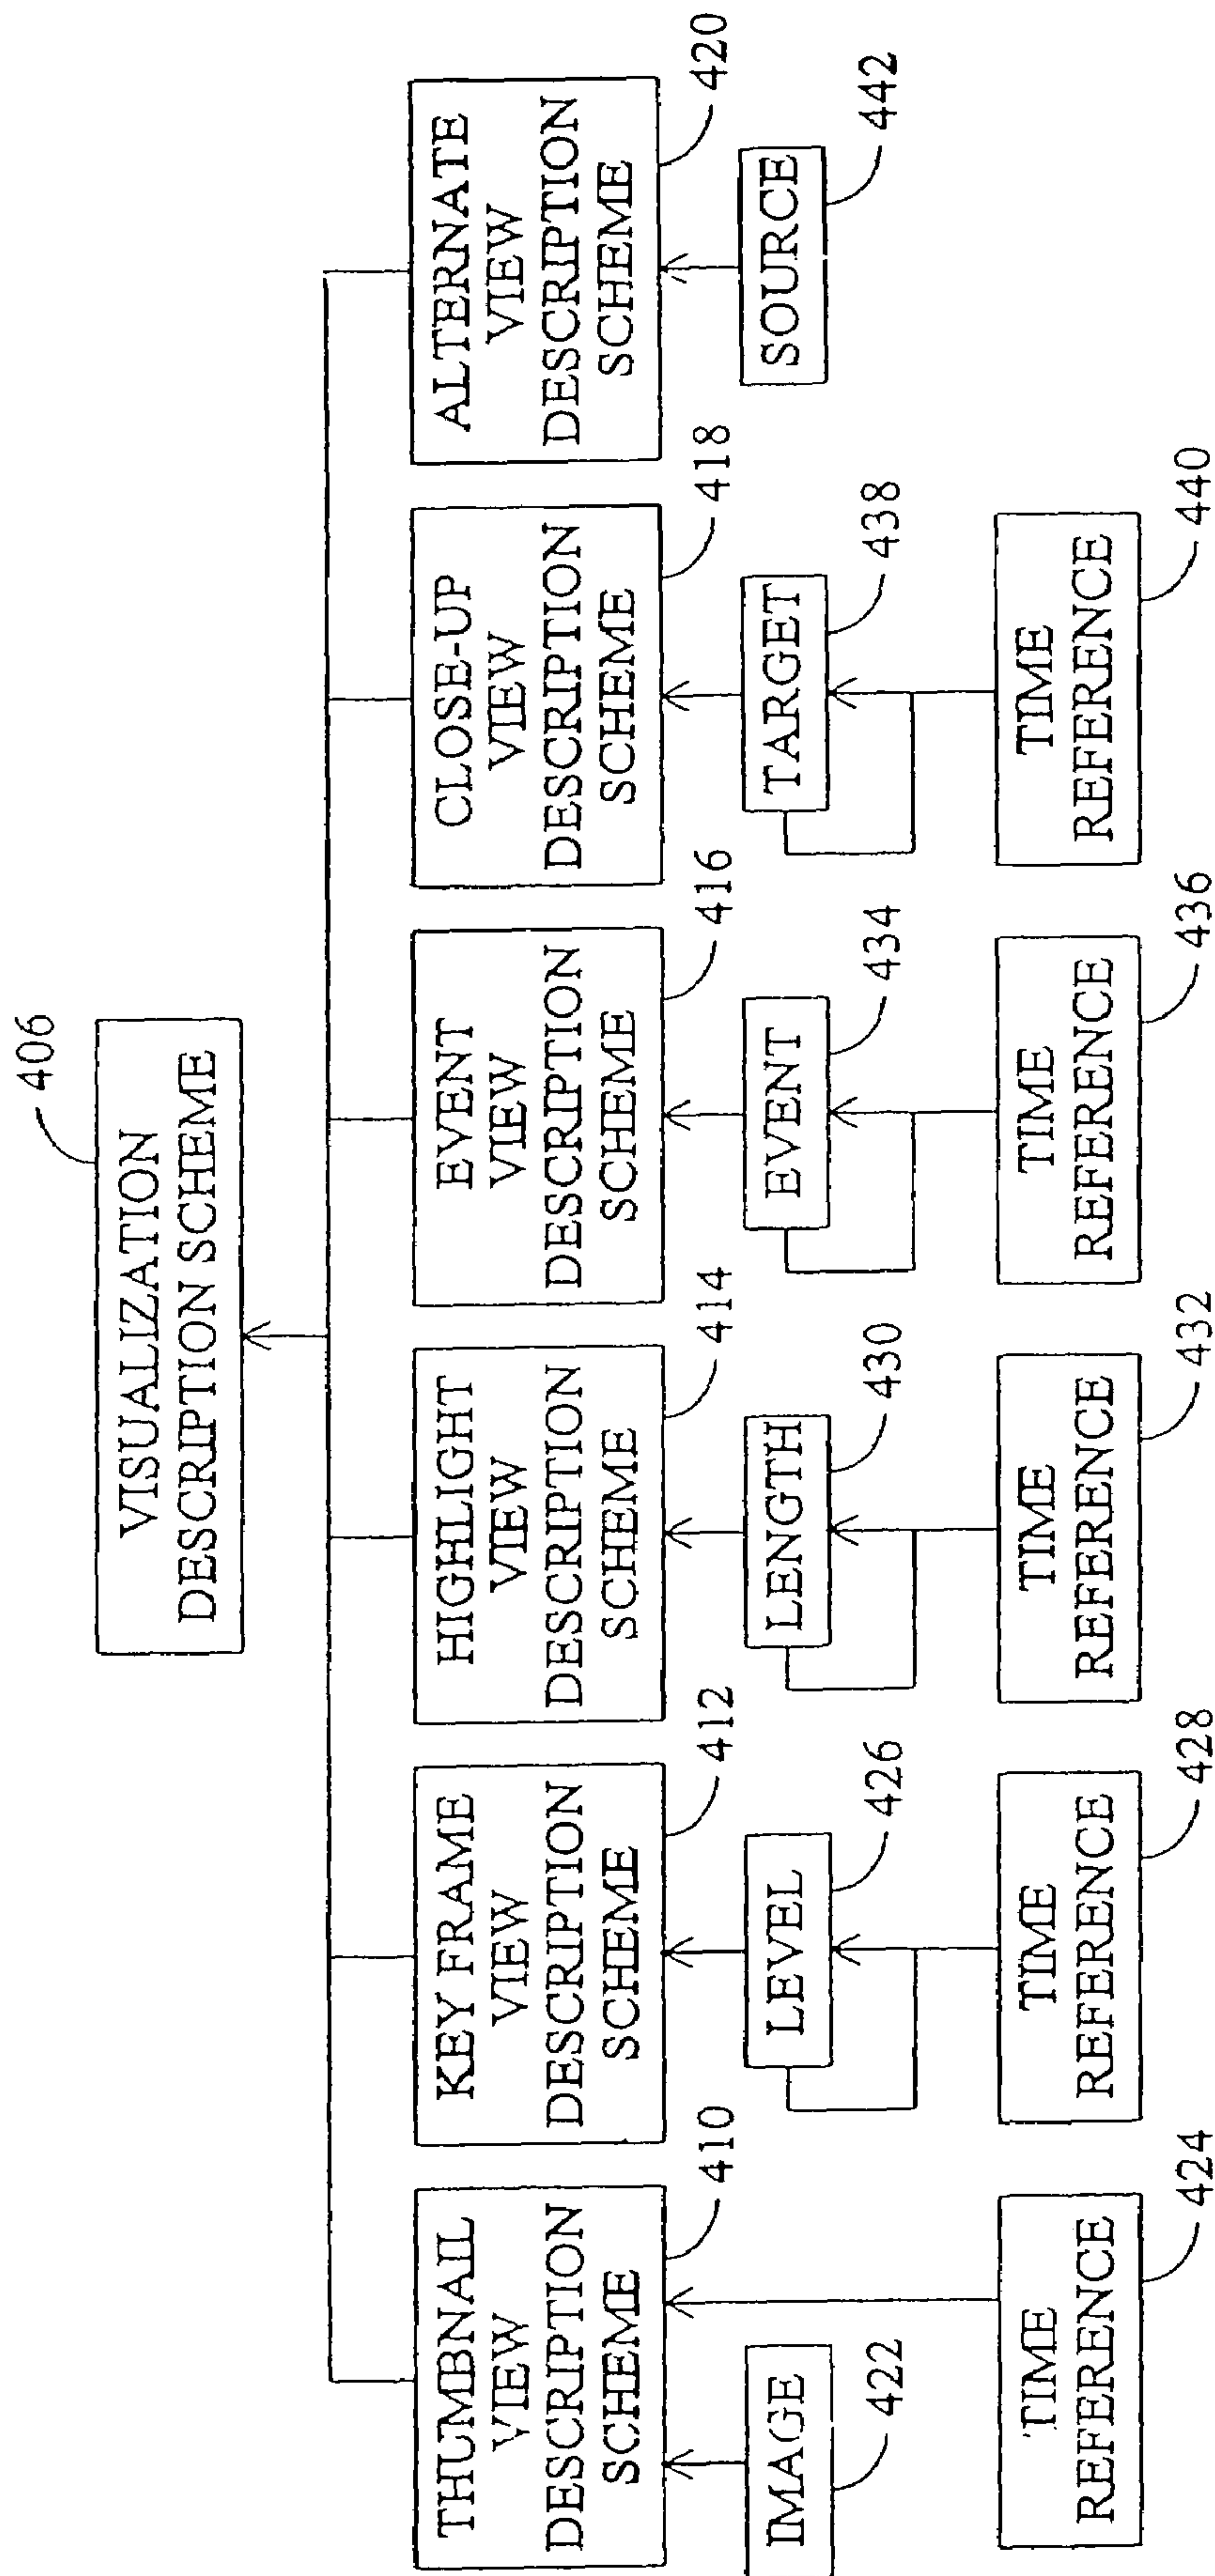 406
VISUALIZATION
DESCRIPTION SCHEME
THUMBNAIL
VIEW
DESCRIPTION
SCHEME
410
KEY FRAME
VIEW
DESCRIPTION
SCHEME
412
HIGHLIGHT
VIEW
DESCRIPTION
SCHEME
414
EVENT
VIEW
DESCRIPTION
SCHEME
416
CLOSE-UP
VIEW
DESCRIPTION
SCHEME
418
ALTERNATE
VIEW
DESCRIPTION
SCHEME
420
IMAGE
422
LEVEL
426
LENGTH
430
EVENT
434
TARGET
438
SOURCE
442
TIME
REFERENCE
424
TIME
REFERENCE
428
TIME
REFERENCE
432
TIME
REFERENCE
436
TIME
REFERENCE
440